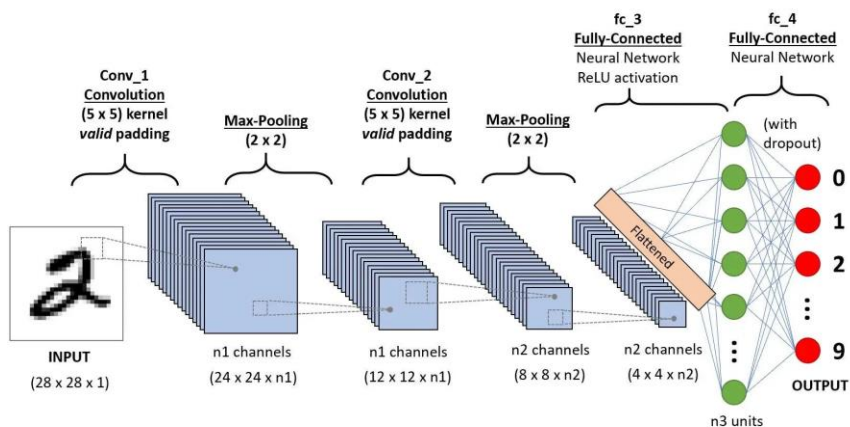 fc_3
Fully-Connected
Neural Network
ReLU activation
fc_4
Fully-Connected
Neural Network
Conv_1
Convolution
(5 x 5) kernel
valid padding
Max-Pooling
(2 x 2)
Conv_2
Convolution
(5 x 5) kernel
valid padding
Max-Pooling
(2 x 2)
(with
dropout)
Flattened
0
1
2
9
2
INPUT
(28 x 28 x 1)
n1 channels
(24 x 24 x n1)
n1 channels
(12 x 12 x n1)
n2 channels
(8 x 8 x n2)
n2 channels
(4 x 4 x n2)
OUTPUT
n3 units